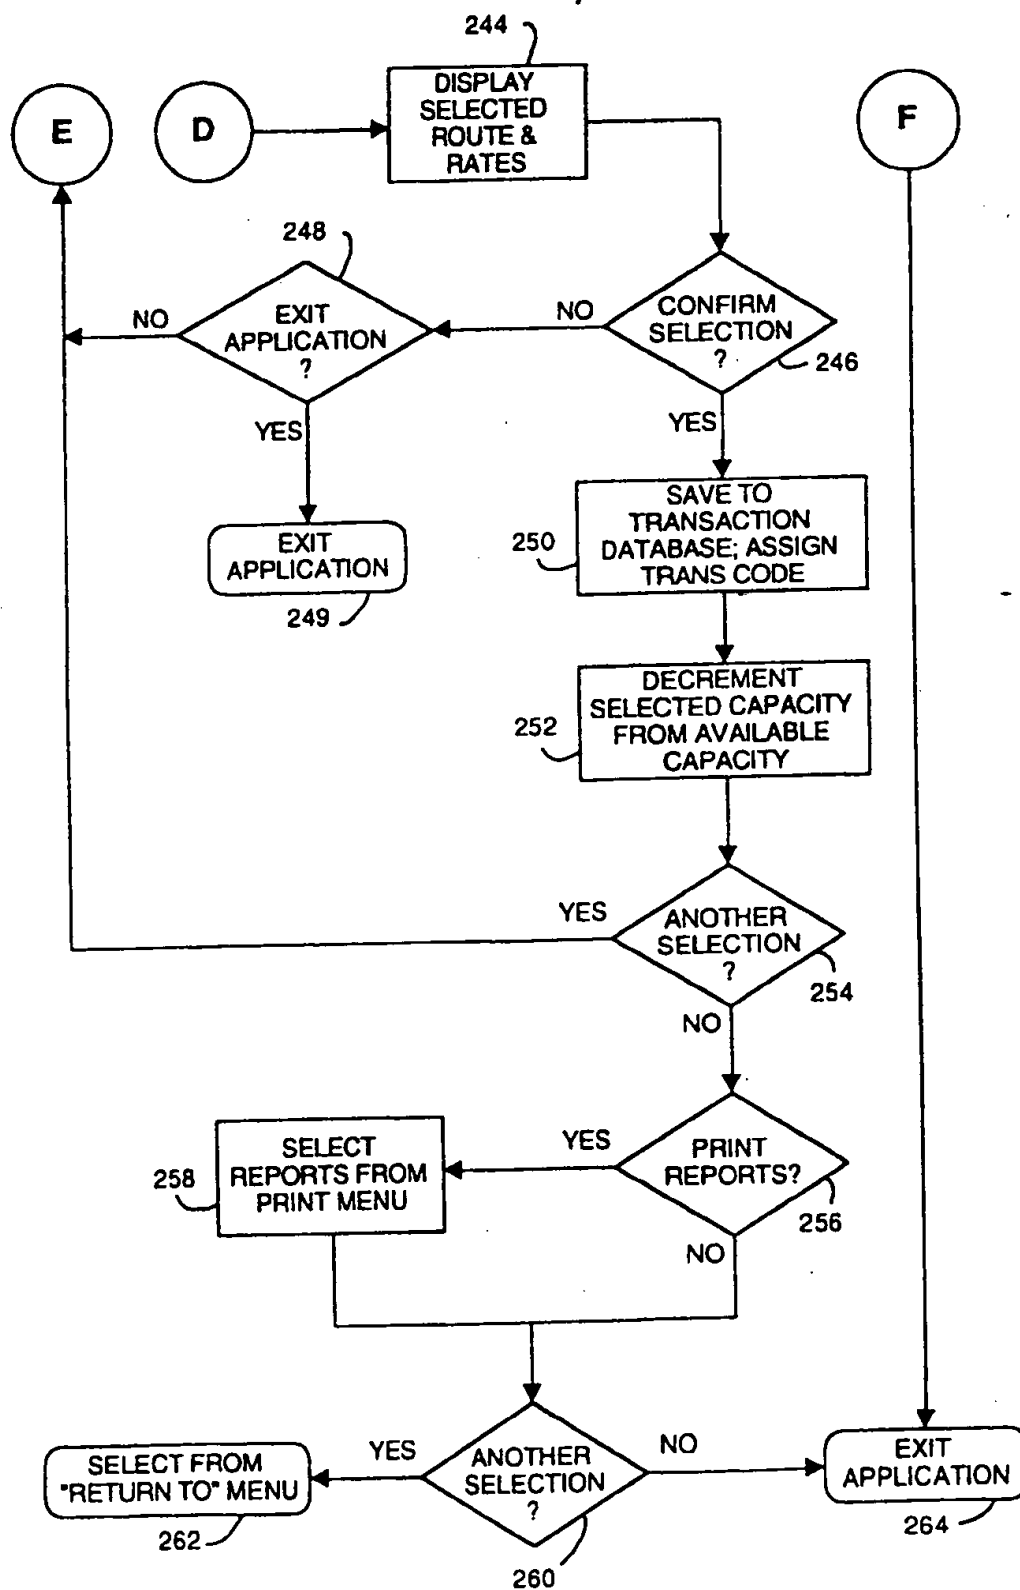 244
DISPLAY
SELECTED
ROUTE &
RATES
E
D
F
248
EXIT
APPLICATION
?
NO
NO
CONFIRM
SELECTION
?
246
YES
YES
EXIT
APPLICATION
249
SAVE TO
TRANSACTION
DATABASE; ASSIGN
TRANS CODE
250
DECREMENT
SELECTED CAPACITY
FROM AVAILABLE
CAPACITY
252
YES
ANOTHER
SELECTION
?
254
NO
SELECT
REPORTS FROM
PRINT MENU
258
YES
PRINT
REPORTS?
256
NO
SELECT FROM
"RETURN TO" MENU
262
YES
ANOTHER
SELECTION
?
260
NO
EXIT
APPLICATION
264